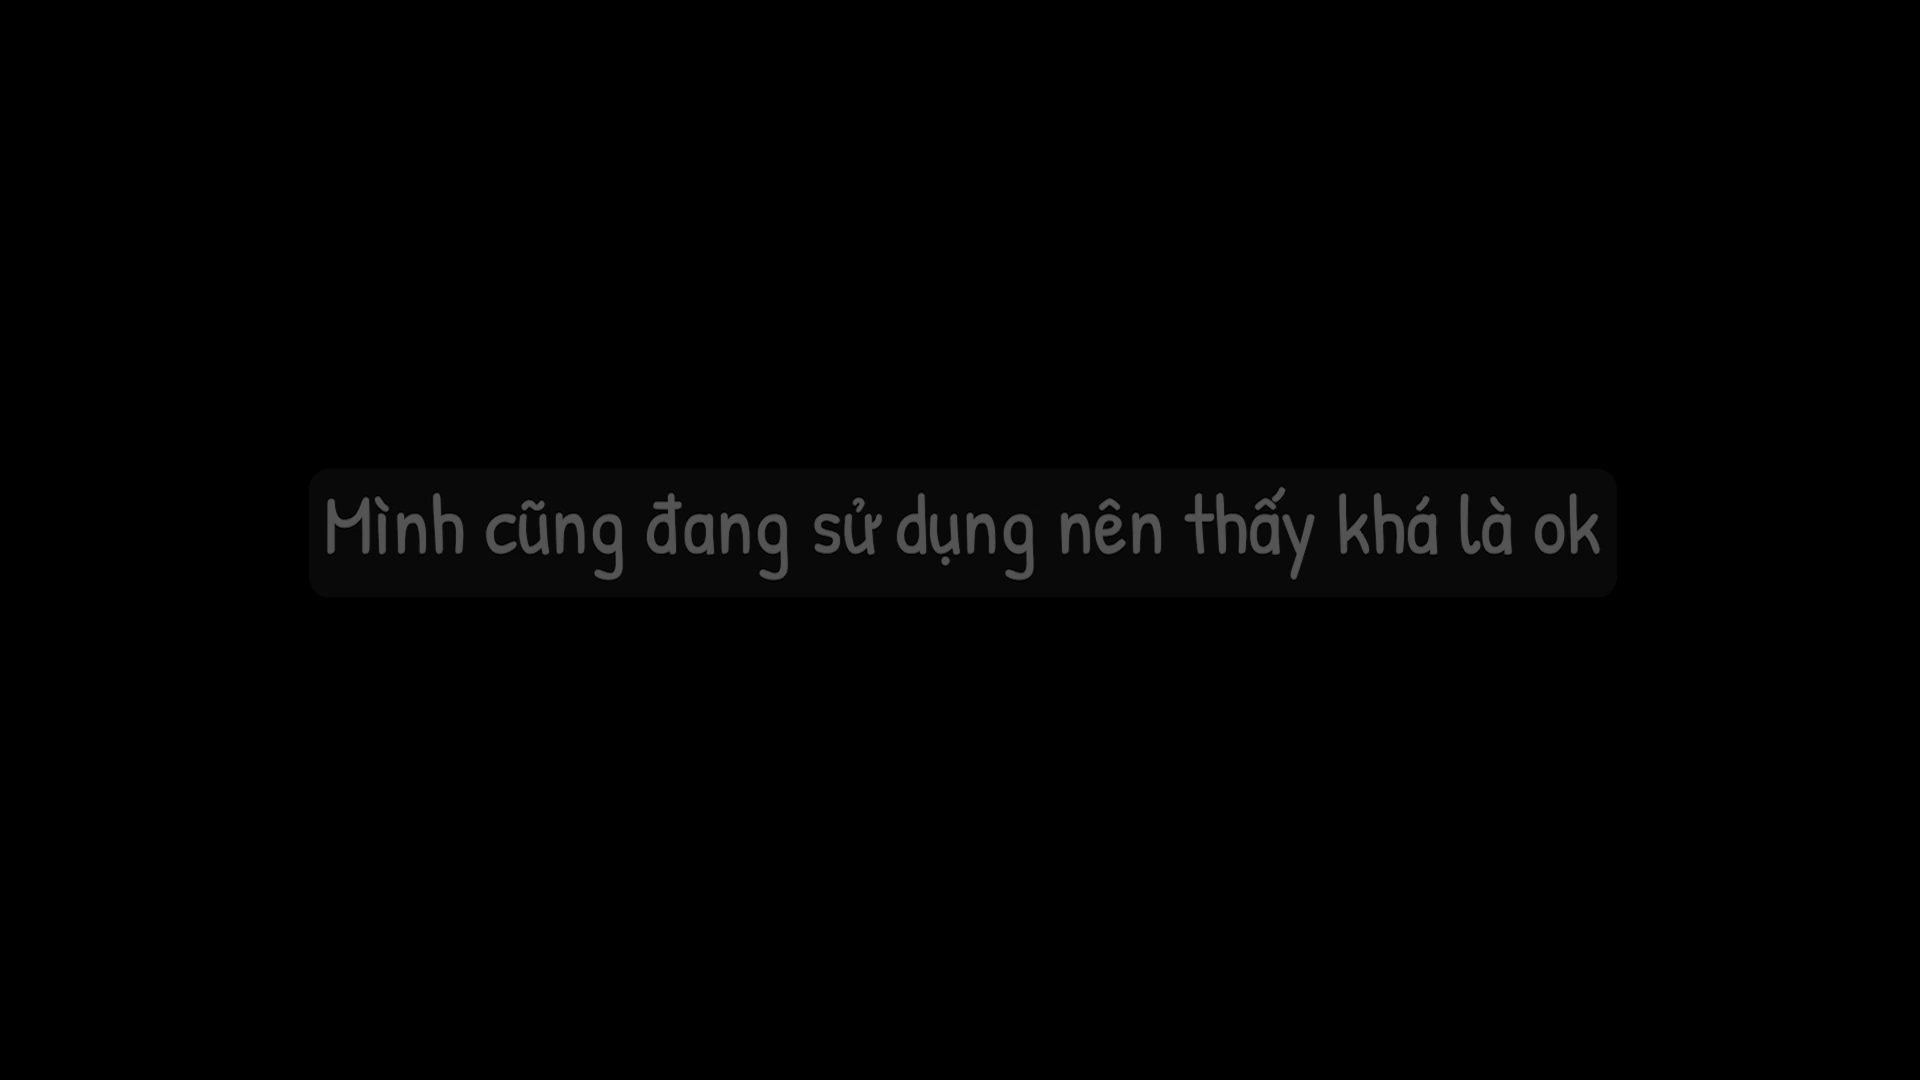 Mình cũng đang sử dụng nên thấy khá là ok